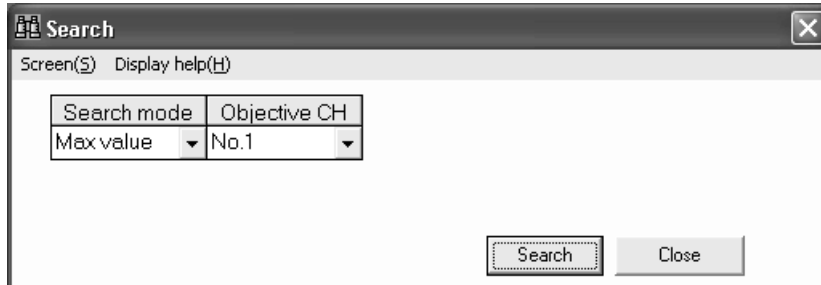 Search
Screen(S) Display help(H)
Search mode Objective CH
Max value No.1
Search Close